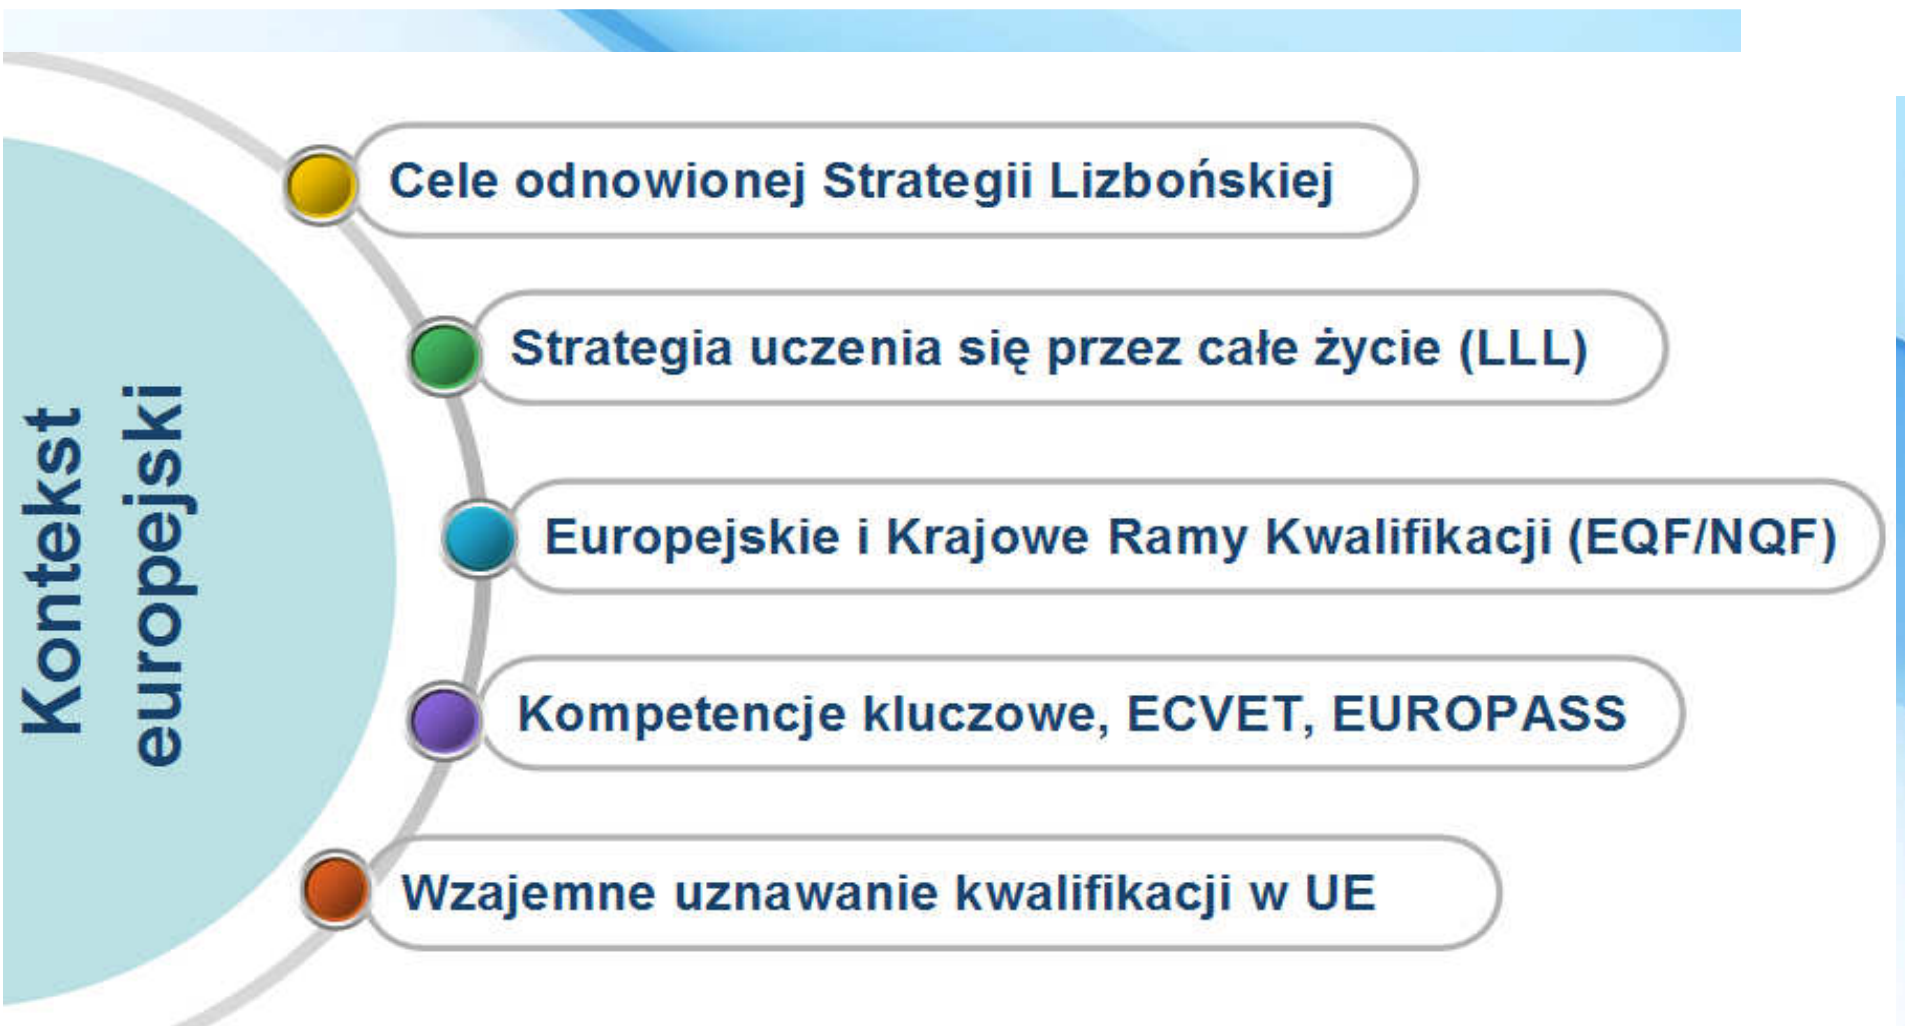 Kontekst
europejski
Cele odnowionej Strategii Lizbońskiej
Strategia uczenia się przez całe życie (LLL)
Europejskie i Krajowe Ramy Kwalifikacji (EQF/NQF)
Kompetencje kluczowe, ECVET, EUROPASS
Wzajemne uznawanie kwalifikacji w UE